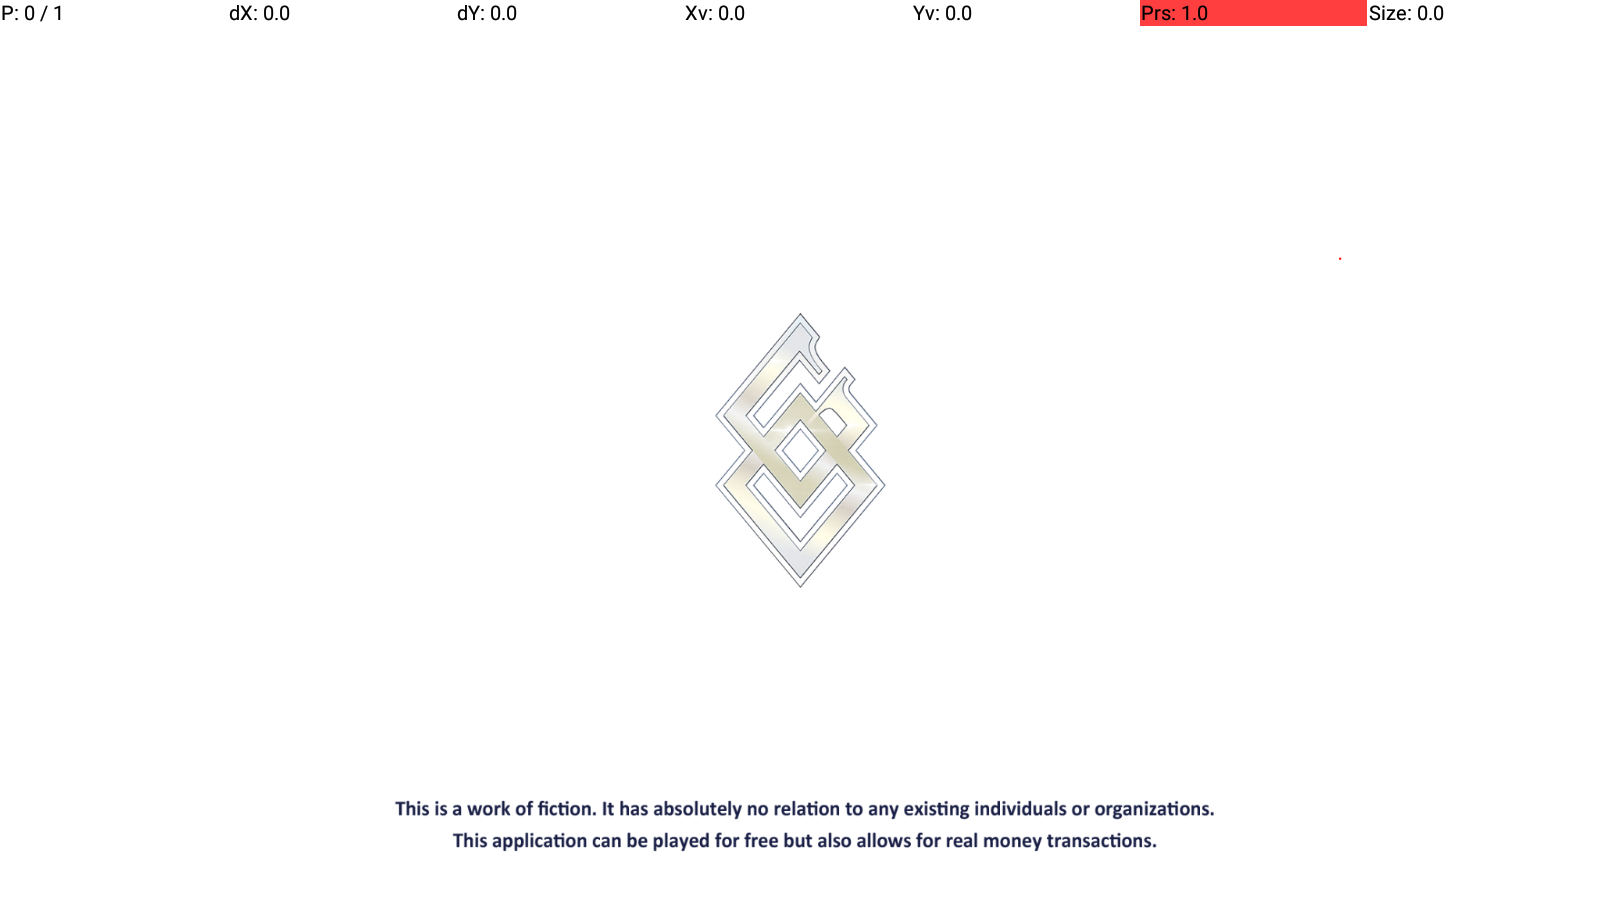 P: 0 / 1 dX: 0.0 dY: 0.0 Xv: 0.0 Yv: 0.0 Prs: 1.0 Size: 0.0
This is a work of fiction. It has absolutely no relation to any existing individuals or organizations.
This application can be played for free but also allows for real money transactions.